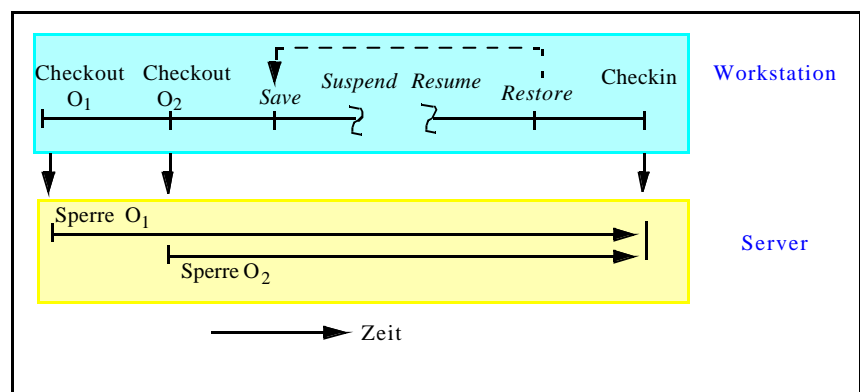 Checkout O₁
Checkout O₂
Save
Suspend
Resume
Restore
Checkin
Workstation
Sperre O₁
Sperre O₂
Server
Zeit